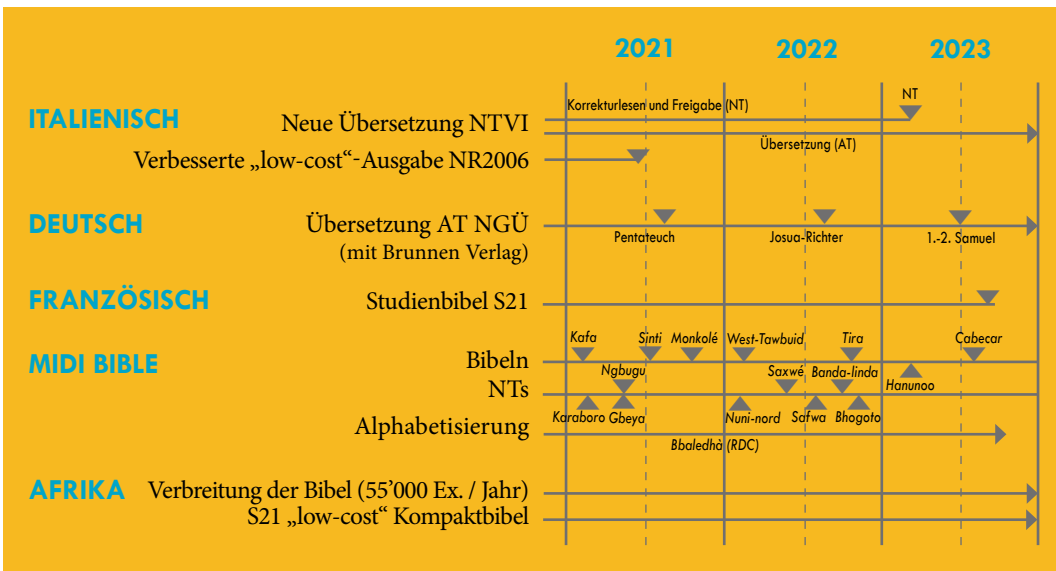 2021 2022 2023
NT
Korrekturlesen und Freigabe (NT)
ITALIENISCH Neue Übersetzung NTVI
Übersetzung (AT)
Verbesserte „low-cost“-Ausgabe NR2006
DEUTSCH Übersetzung AT NGÜ
(mit Brunnen Verlag)
Pentateuch Josua-Richter 1.-2. Samuel
FRANZÖSISCH Studienbibel S21
Kafa Sinti Monkolé West-Tawbuid Tira Cabecar
MIDI BIBLE Bibeln
Ngbugu Saxwé Banda-linda Hanunoo
NTs
Karaboro Gbeya Nuni-nord Safwa Bhogoto
Alphabetisierung
Bbaledhà (RDC)
AFRIKA Verbreitung der Bibel (55’000 Ex. / Jahr)
S21 „low-cost“ Kompaktbibel